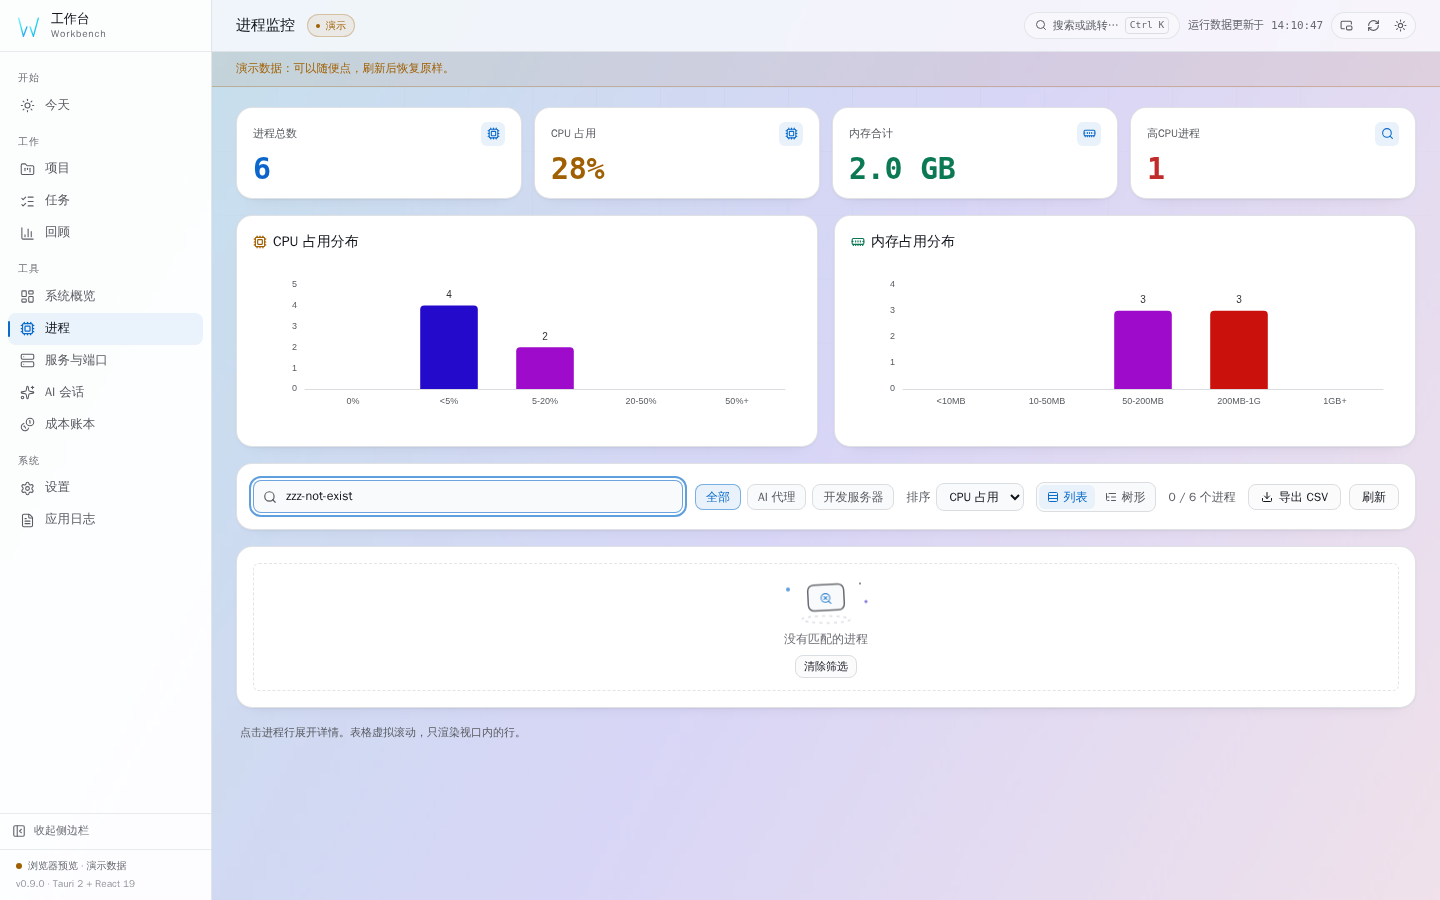 工作台
Workbench
开始
今天
工作
项目
任务
回顾
工具
系统概览
进程
服务与端口
AI 会话
成本账本
系统
设置
应用日志
收起侧边栏
浏览器预览 · 演示数据
v0.9.0 · Tauri 2 + React 19
进程监控
演示
搜索或跳转…
Ctrl K
运行数据更新于 14:10:47
演示数据：可以随便点，刷新后恢复原样。
进程总数
6
CPU 占用
28%
内存合计
2.0 GB
高CPU进程
1
CPU 占用分布
5
4
3
2
1
0
4
2
0%
<5%
5-20%
20-50%
50%+
内存占用分布
4
3
2
1
0
3
3
<10MB
10-50MB
50-200MB
200MB-1G
1GB+
zzz-not-exist
全部
AI 代理
开发服务器
排序
CPU 占用
列表
树形
0 / 6 个进程
导出 CSV
刷新
没有匹配的进程
清除筛选
点击进程行展开详情。表格虚拟滚动，只渲染视口内的行。